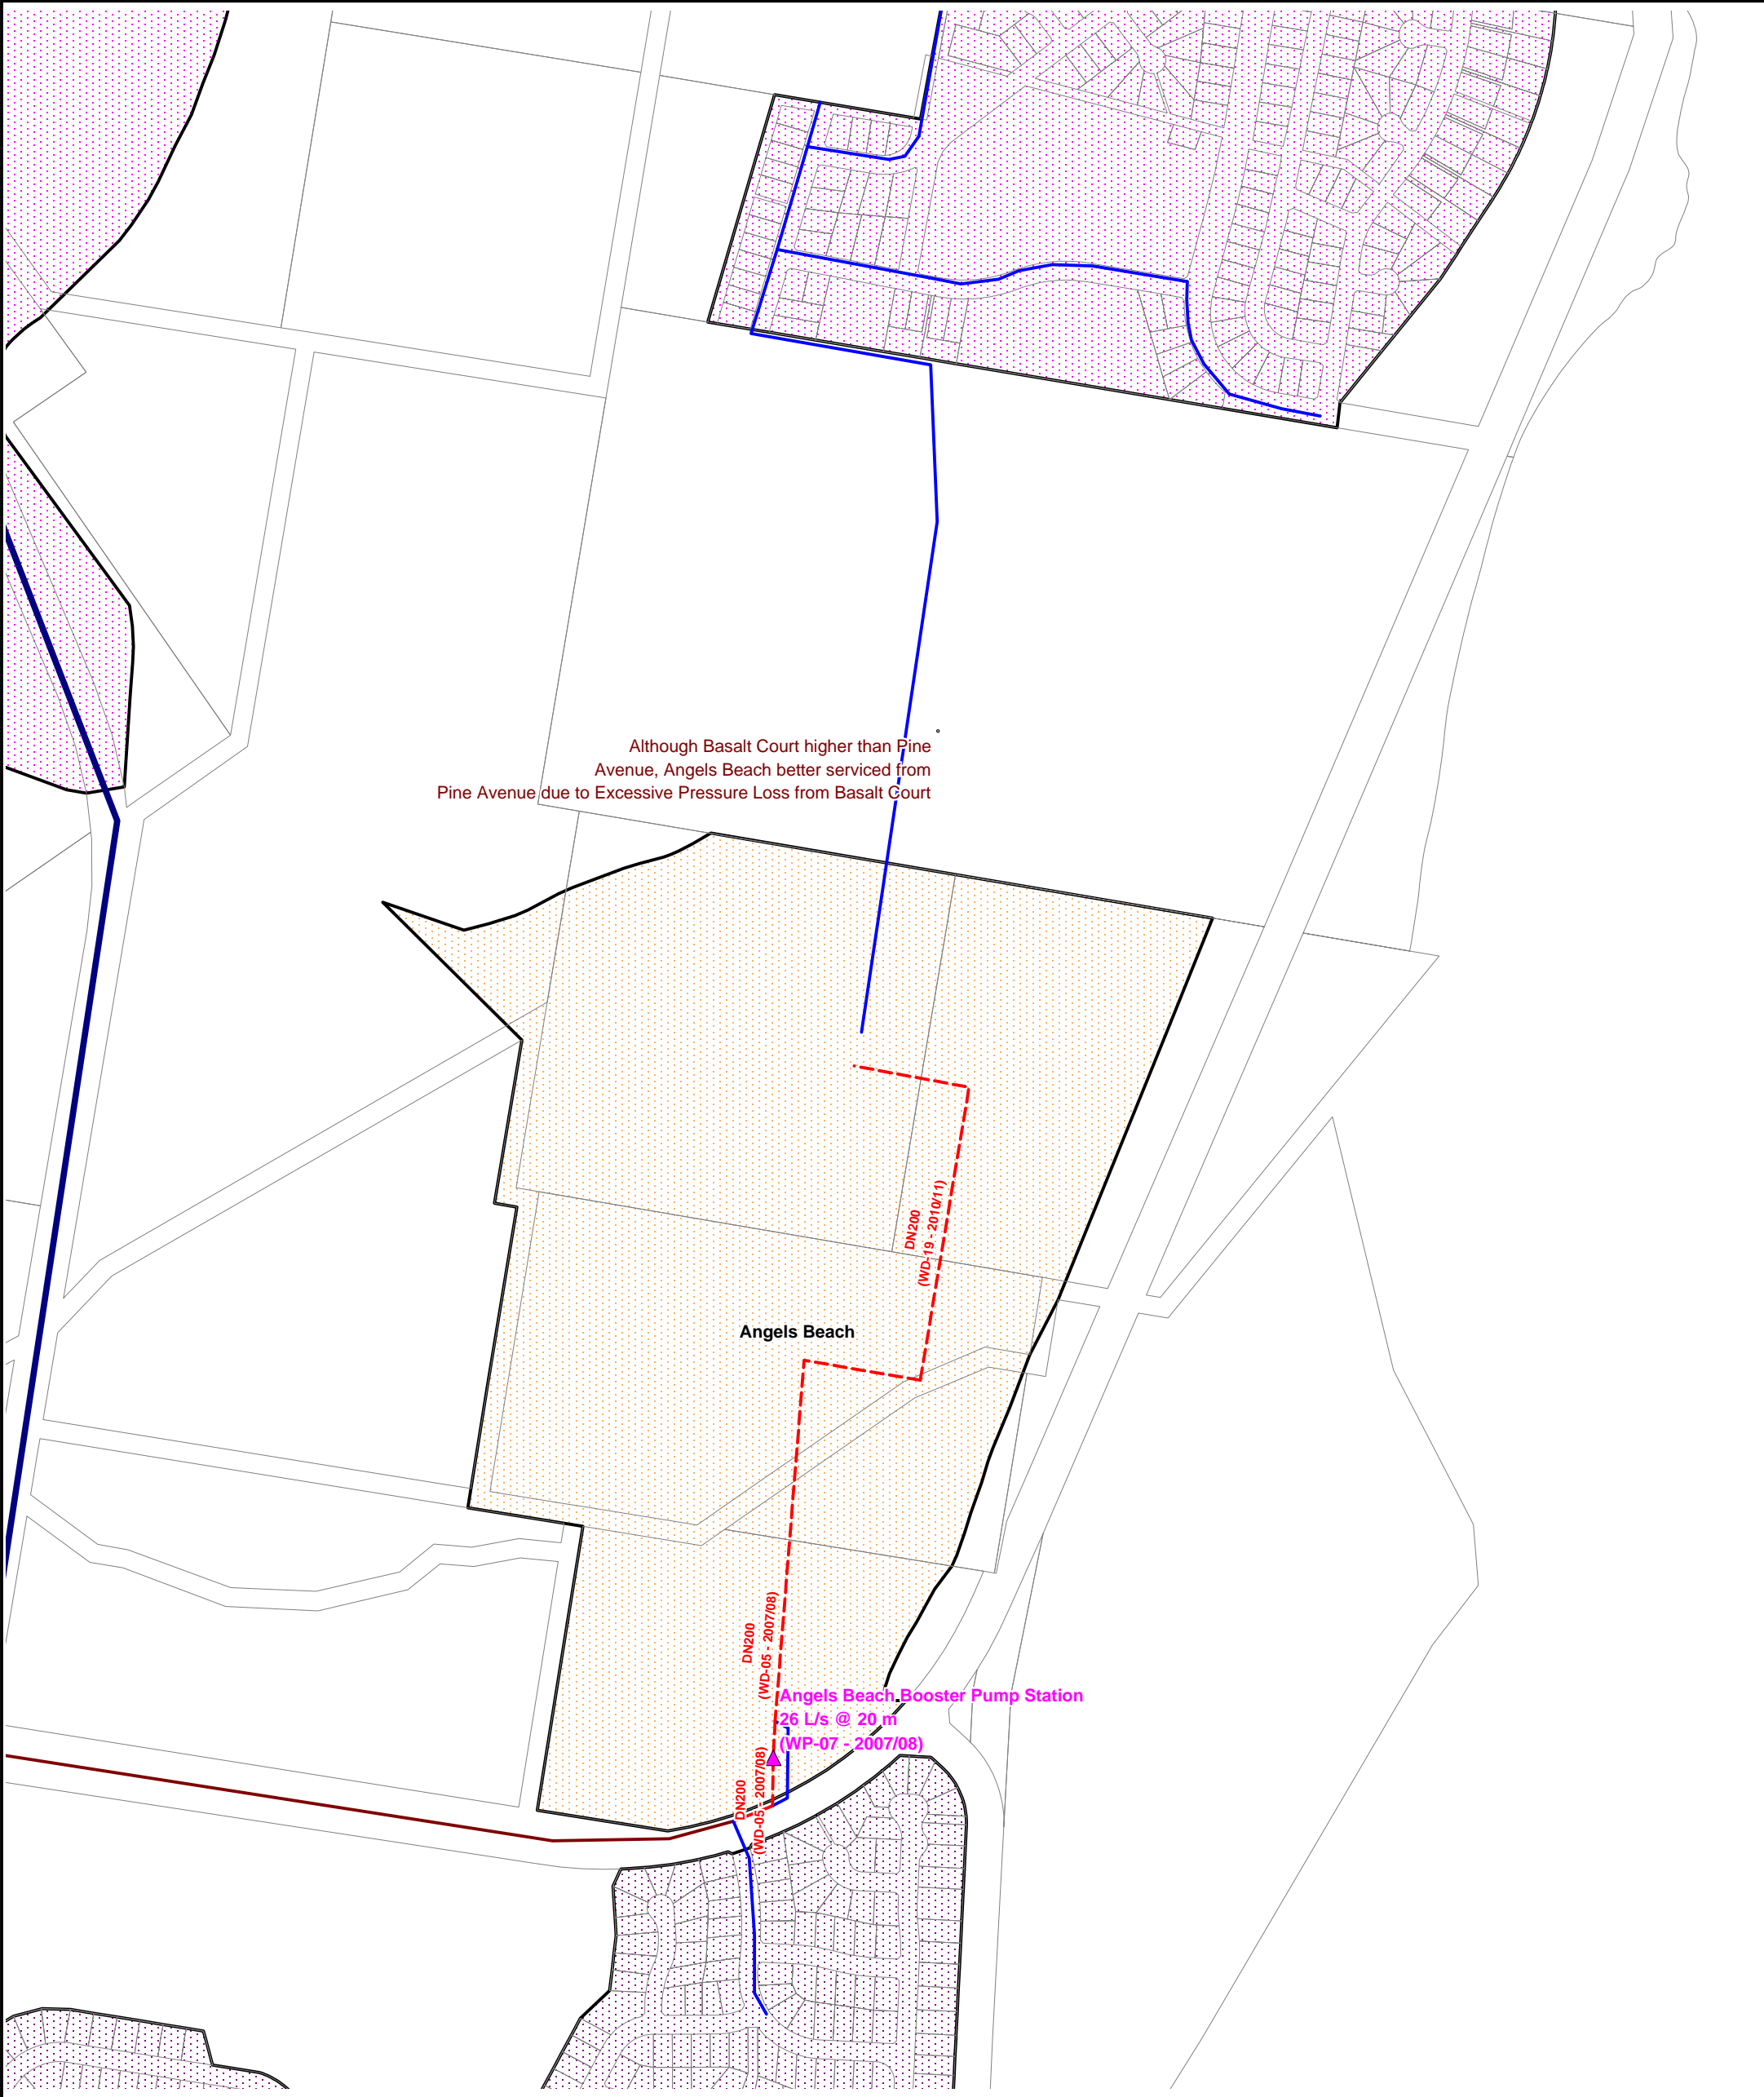 Although Basalt Court higher than Pine
Avenue, Angels Beach better serviced from
Pine Avenue due to Excessive Pressure Loss from Basalt Court
DN200
(WD-19 - 2010/11)
Angels Beach
DN200
(WD-05 - 2007/08)
Angels Beach Booster Pump Station
26 L/s @ 20 m
(WP-07 - 2007/08)
DN200
(WD-05 - 2007/08)